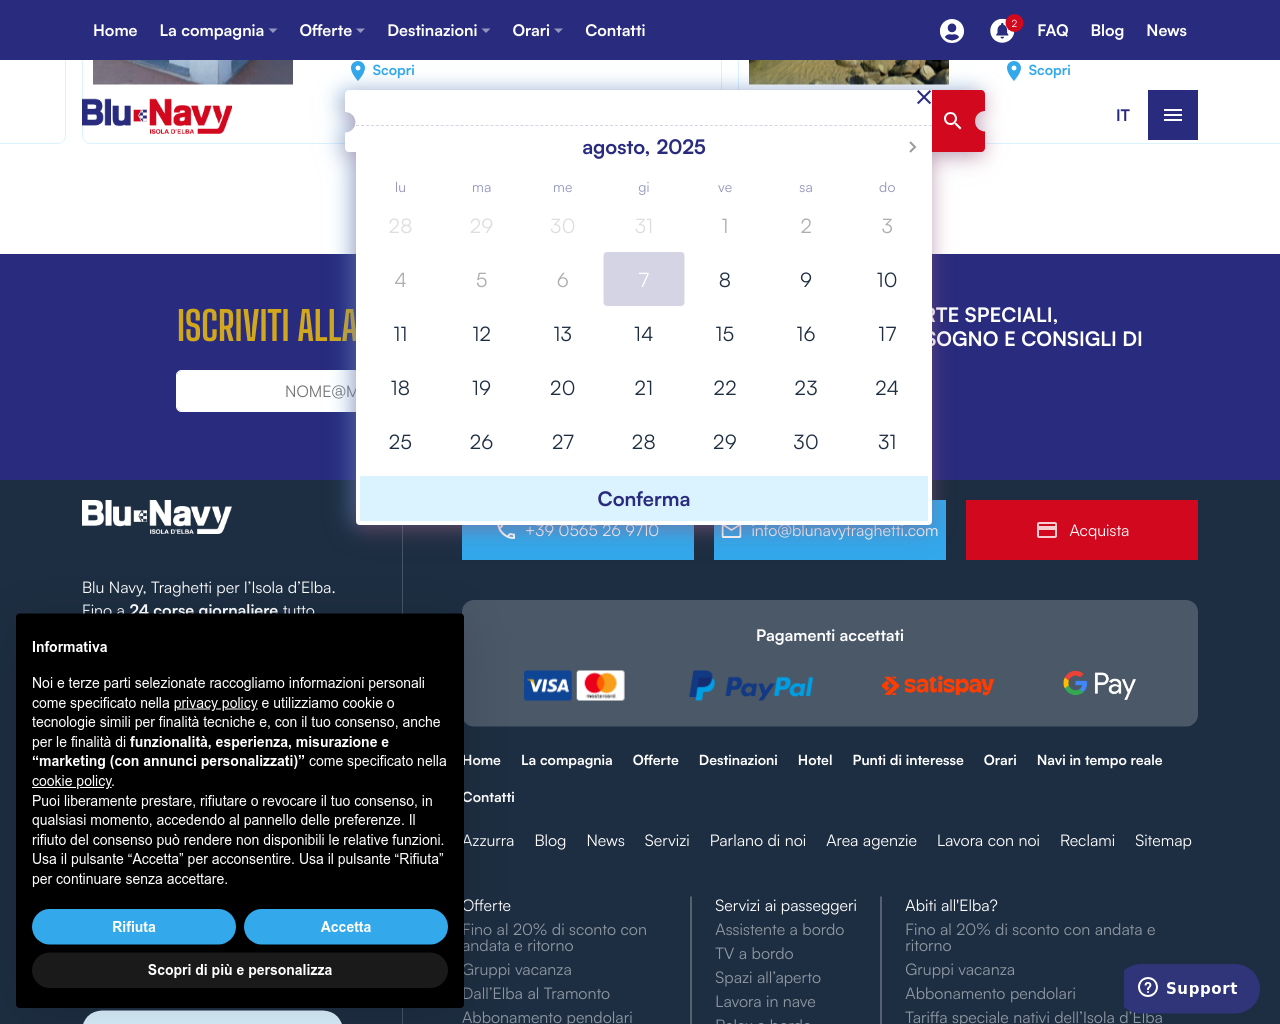 Home La compagnia Offerte Destinazioni Orari Contatti 2 FAQ Blog News
Scopri Scopri
Blu Navy
ISOLA D'ELBA
IT
agosto, 2025
lu ma me gi ve sa do
28 29 30 31 1 2 3
4 5 6 7 8 9 10
11 12 13 14 15 16 17
18 19 20 21 22 23 24
25 26 27 28 29 30 31
Conferma
ISCRIVITI ALLA
RTE SPECIALI,
SOGNO E CONSIGLI DI
NOME@M
Blu Navy
ISOLA D'ELBA
+39 0565 26 9710
info@blunavytraghetti.com
Acquista
Blu Navy, Traghetti per l’Isola d’Elba.
Fino a 24 corse giornaliere tutto
Pagamenti accettati
VISA mastercard PayPal satispay G Pay
Home La compagnia Offerte Destinazioni Hotel Punti di interesse Orari Navi in tempo reale
Contatti
Azzurra Blog News Servizi Parlano di noi Area agenzie Lavora con noi Reclami Sitemap
Offerte
Fino al 20% di sconto con
andata e ritorno
Gruppi vacanza
Dall’Elba al Tramonto
Abbonamento pendolari
Servizi ai passeggeri
Assistente a bordo
TV a bordo
Spazi all’aperto
Lavora in nave
Relax a bordo
Abiti all'Elba?
Fino al 20% di sconto con andata e
ritorno
Gruppi vacanza
Abbonamento pendolari
Tariffa speciale nativi dell’Isola d’Elba
Informativa
Noi e terze parti selezionate raccogliamo informazioni personali
come specificato nella privacy policy e utilizziamo cookie o
tecnologie simili per finalità tecniche e, con il tuo consenso, anche
per le finalità di funzionalità, esperienza, misurazione e
“marketing (con annunci personalizzati)” come specificato nella
cookie policy.
Puoi liberamente prestare, rifiutare o revocare il tuo consenso, in
qualsiasi momento, accedendo al pannello delle preferenze. Il
rifiuto del consenso può rendere non disponibili le relative funzioni.
Usa il pulsante “Accetta” per acconsentire. Usa il pulsante “Rifiuta”
per continuare senza accettare.
Rifiuta Accetta
Scopri di più e personalizza
Support